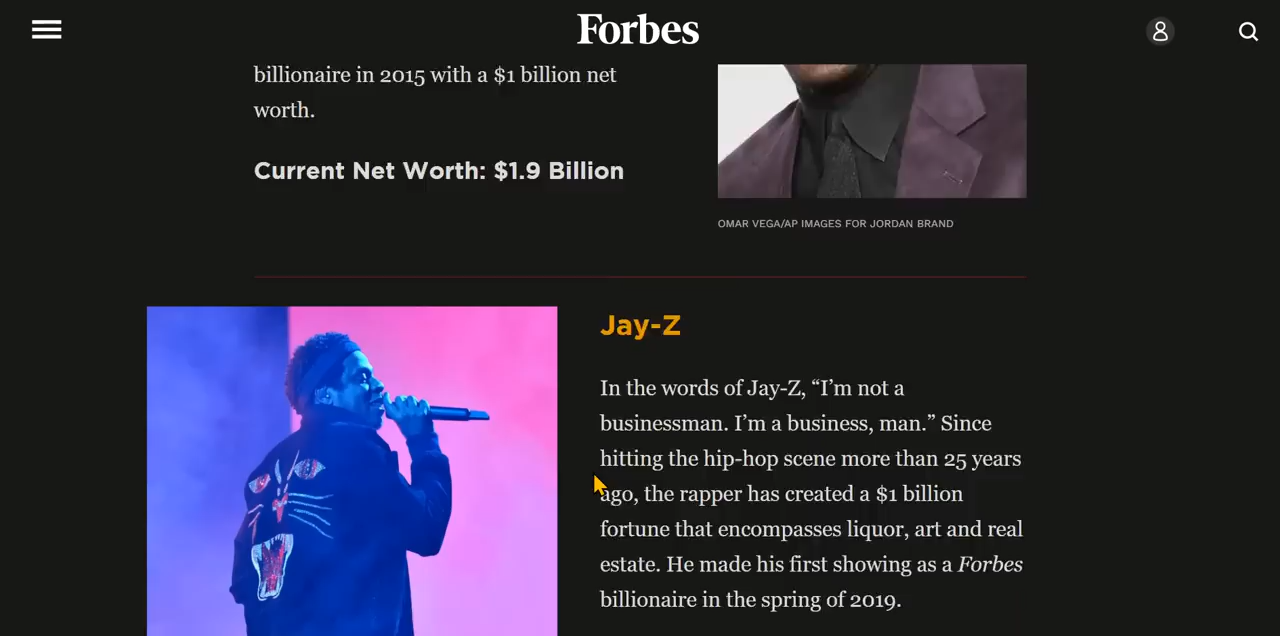 Forbes
billionaire in 2015 with a $1 billion net
worth.
Current Net Worth: $1.9 Billion
OMAR VEGA/AP IMAGES FOR JORDAN BRAND
Jay-Z
In the words of Jay-Z, “I’m not a
businessman. I’m a business, man.” Since
hitting the hip-hop scene more than 25 years
ago, the rapper has created a $1 billion
fortune that encompasses liquor, art and real
estate. He made his first showing as a Forbes
billionaire in the spring of 2019.